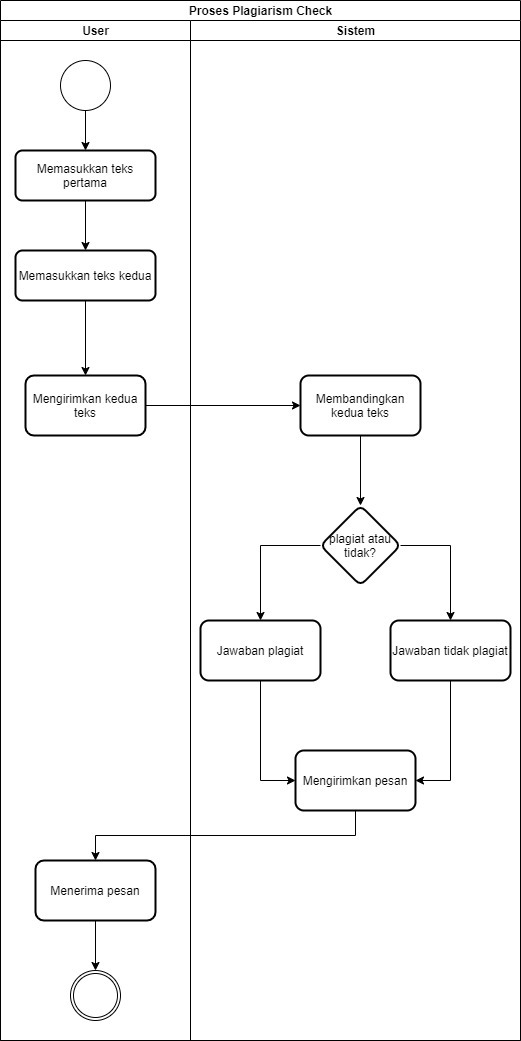 Proses Plagiarism Check
User
Sistem
Memasukkan teks
pertama
Memasukkan teks kedua
Mengirimkan kedua
teks
Membandingkan
kedua teks
plagiat atau
tidak?
Jawaban plagiat
Jawaban tidak plagiat
Mengirimkan pesan
Menerima pesan